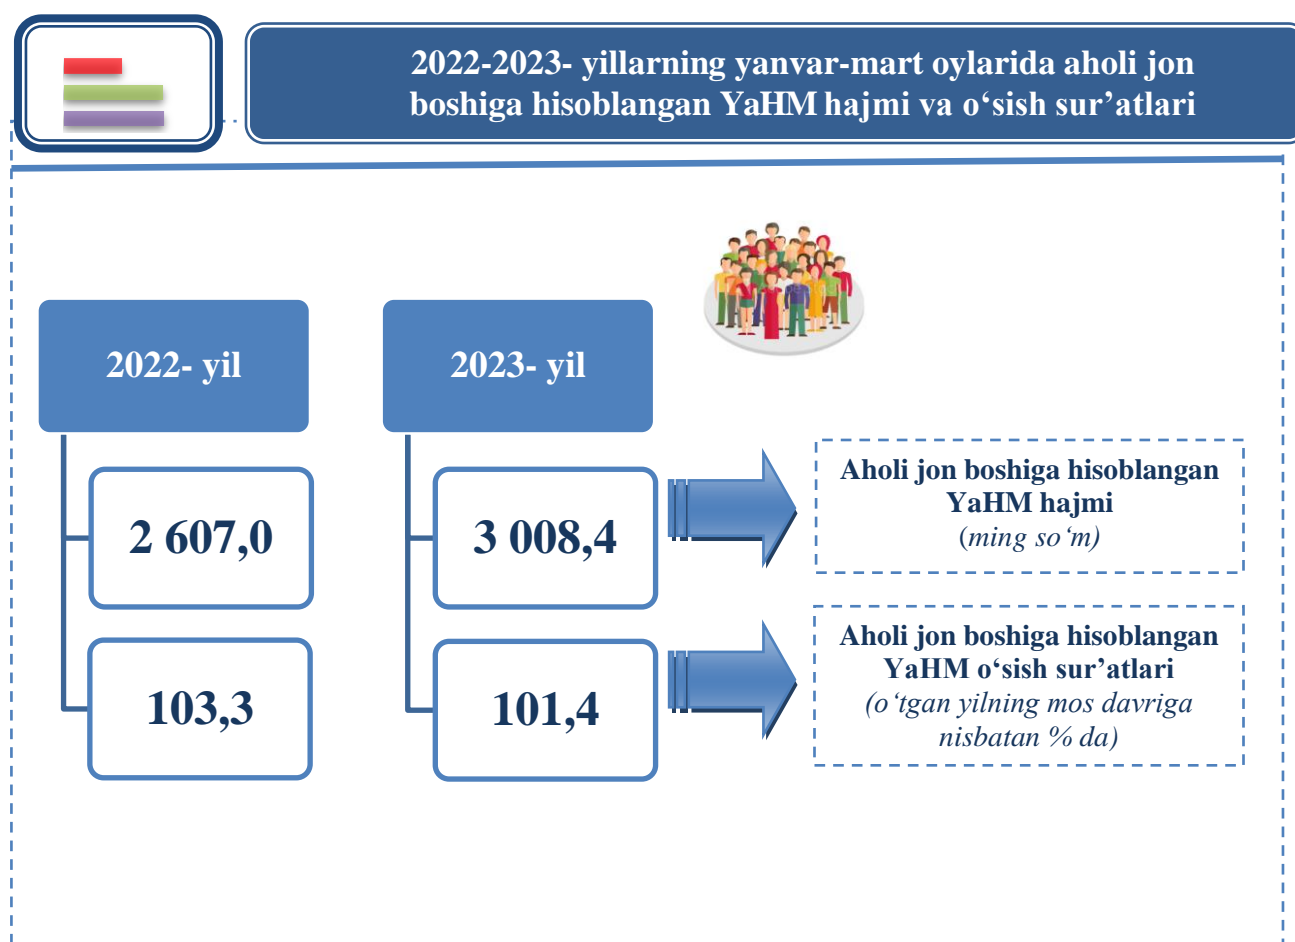 2022-2023- yillarning yanvar-mart oylarida aholi jon
boshiga hisoblangan YaHM hajmi va o‘sish sur’atlari
2022- yil
2023- yil
2 607,0
3 008,4
Aholi jon boshiga hisoblangan
YaHM hajmi
(ming so‘m)
103,3
101,4
Aholi jon boshiga hisoblangan
YaHM o‘sish sur’atlari
(o‘tgan yilning mos davriga
nisbatan % da)